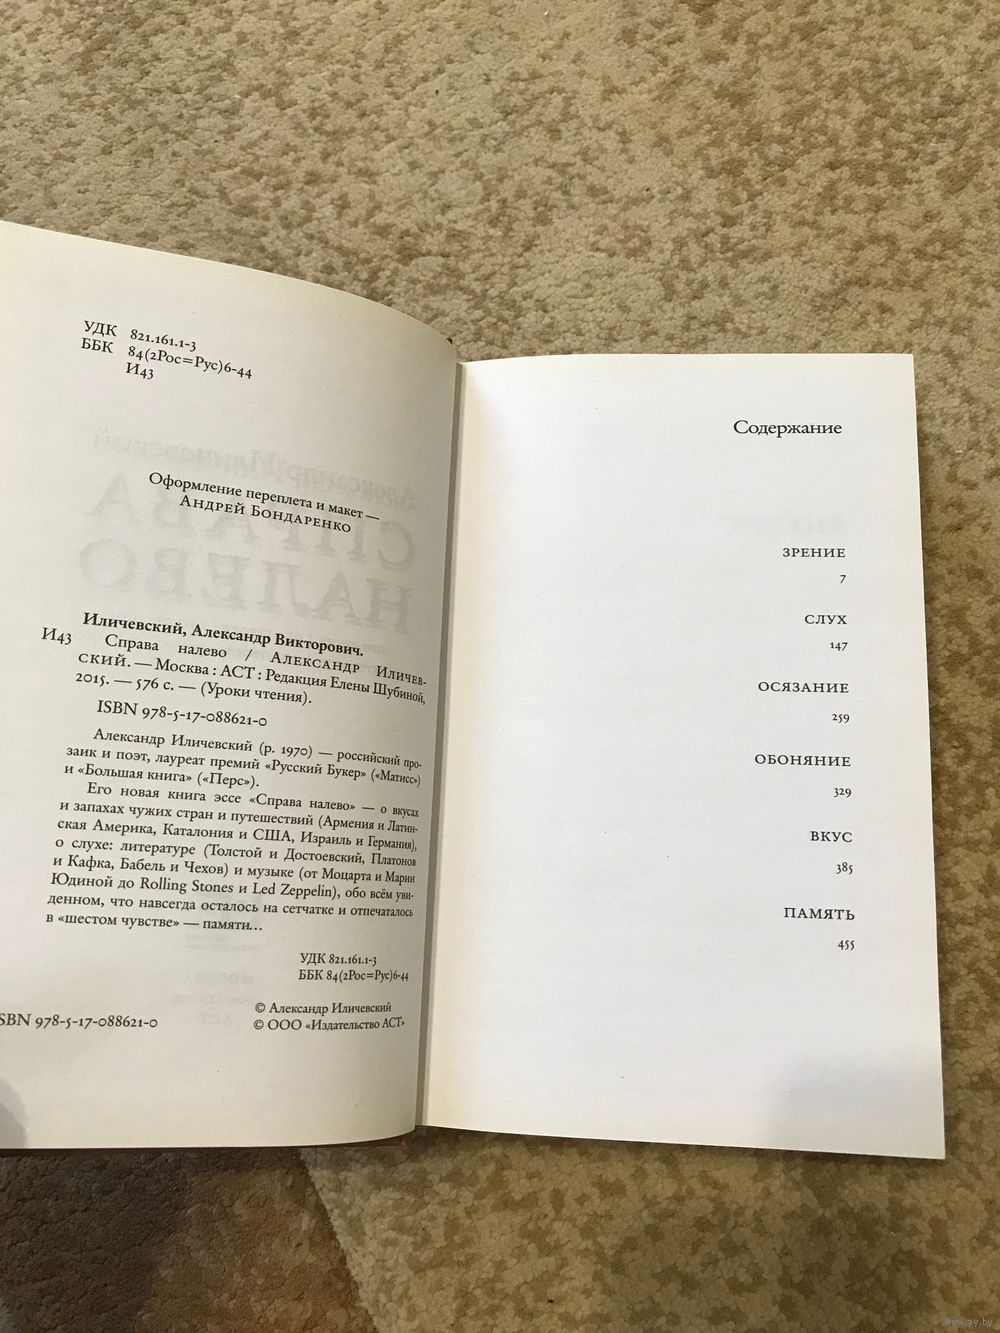 УДК 821.161.1-3
ББК 84(2Рос=Рус)6-44
И43
Оформление переплета и макет —
Андрей Бондаренко
Иличевский, Александр Викторович.
И43 Справа налево / Александр Иличев-
ский. — Москва : АСТ : Редакция Елены Шубиной,
2015. — 576 с. — (Уроки чтения).
ISBN 978-5-17-088621-0
Александр Иличевский (р. 1970) — российский про-
заик и поэт, лауреат премий «Русский Букер» («Матисс»)
и «Большая книга» («Перс»).
Его новая книга эссе «Справа налево» — о вкусах
и запахах чужих стран и путешествий (Армения и Латин-
ская Америка, Каталония и США, Израиль и Германия),
о слухе: литературе (Толстой и Достоевский, Платонов
и Кафка, Бабель и Чехов) и музыке (от Моцарта и Марии
Юдиной до Rolling Stones и Led Zeppelin), обо всём уви-
денном, что навсегда осталось на сетчатке и отпечаталось
в «шестом чувстве» — памяти…
УДК 821.161.1-3
ББК 84(2Рос=Рус)6-44
© Александр Иличевский
SBN 978-5-17-088621-0 © ООО «Издательство АСТ»
Содержание
ЗРЕНИЕ
7
СЛУХ
147
ОСЯЗАНИЕ
259
ОБОНЯНИЕ
329
ВКУС
385
ПАМЯТЬ
455
www.ay.by